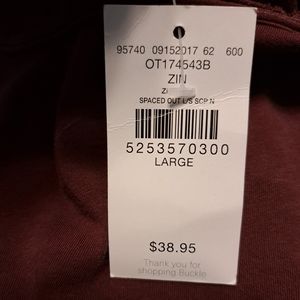 95740 09152017 62 600
OT174543B
ZIN
SPACED OUT L/S SCP N
5253570300
LARGE
$38.95
Thank you for
shopping Buckle